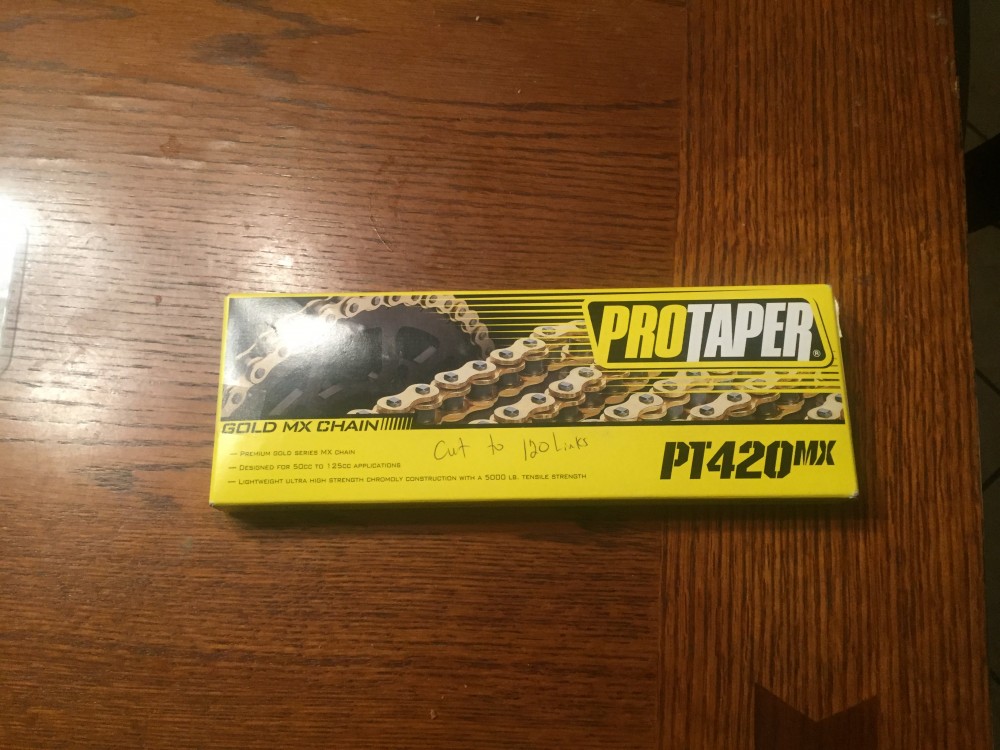 PROTAPER®
GOLD MX CHAIN
Cut to 120 Links
PT420MX
— PREMIUM GOLD SERIES MX CHAIN
— DESIGNED FOR 50CC TO 125CC APPLICATIONS
— LIGHTWEIGHT ULTRA HIGH STRENGTH CHROMOLY CONSTRUCTION WITH A 5000 LB. TENSILE STRENGTH